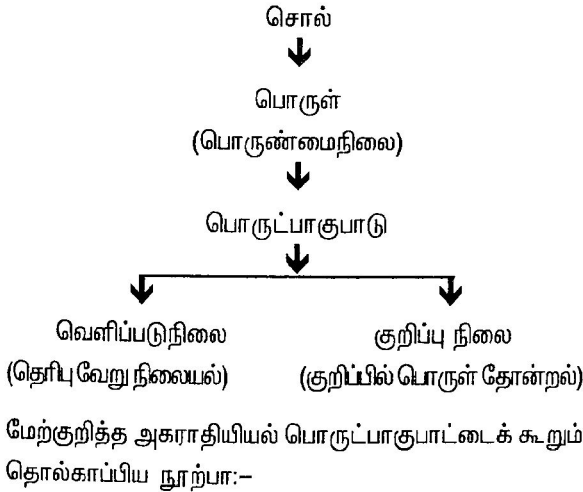 சொல்
பொருள்
(பொருண்மைநிலை)
பொருட்பாகுபாடு
வெளிப்படுநிலை குறிப்பு நிலை
(தெரிபு வேறு நிலையல்) (குறிப்பில் பொருள் தோன்றல்)
மேற்குறித்த அகராதியியல் பொருட்பாகுபாட்டைக் கூறும்
தொல்காப்பிய நூற்பா:–